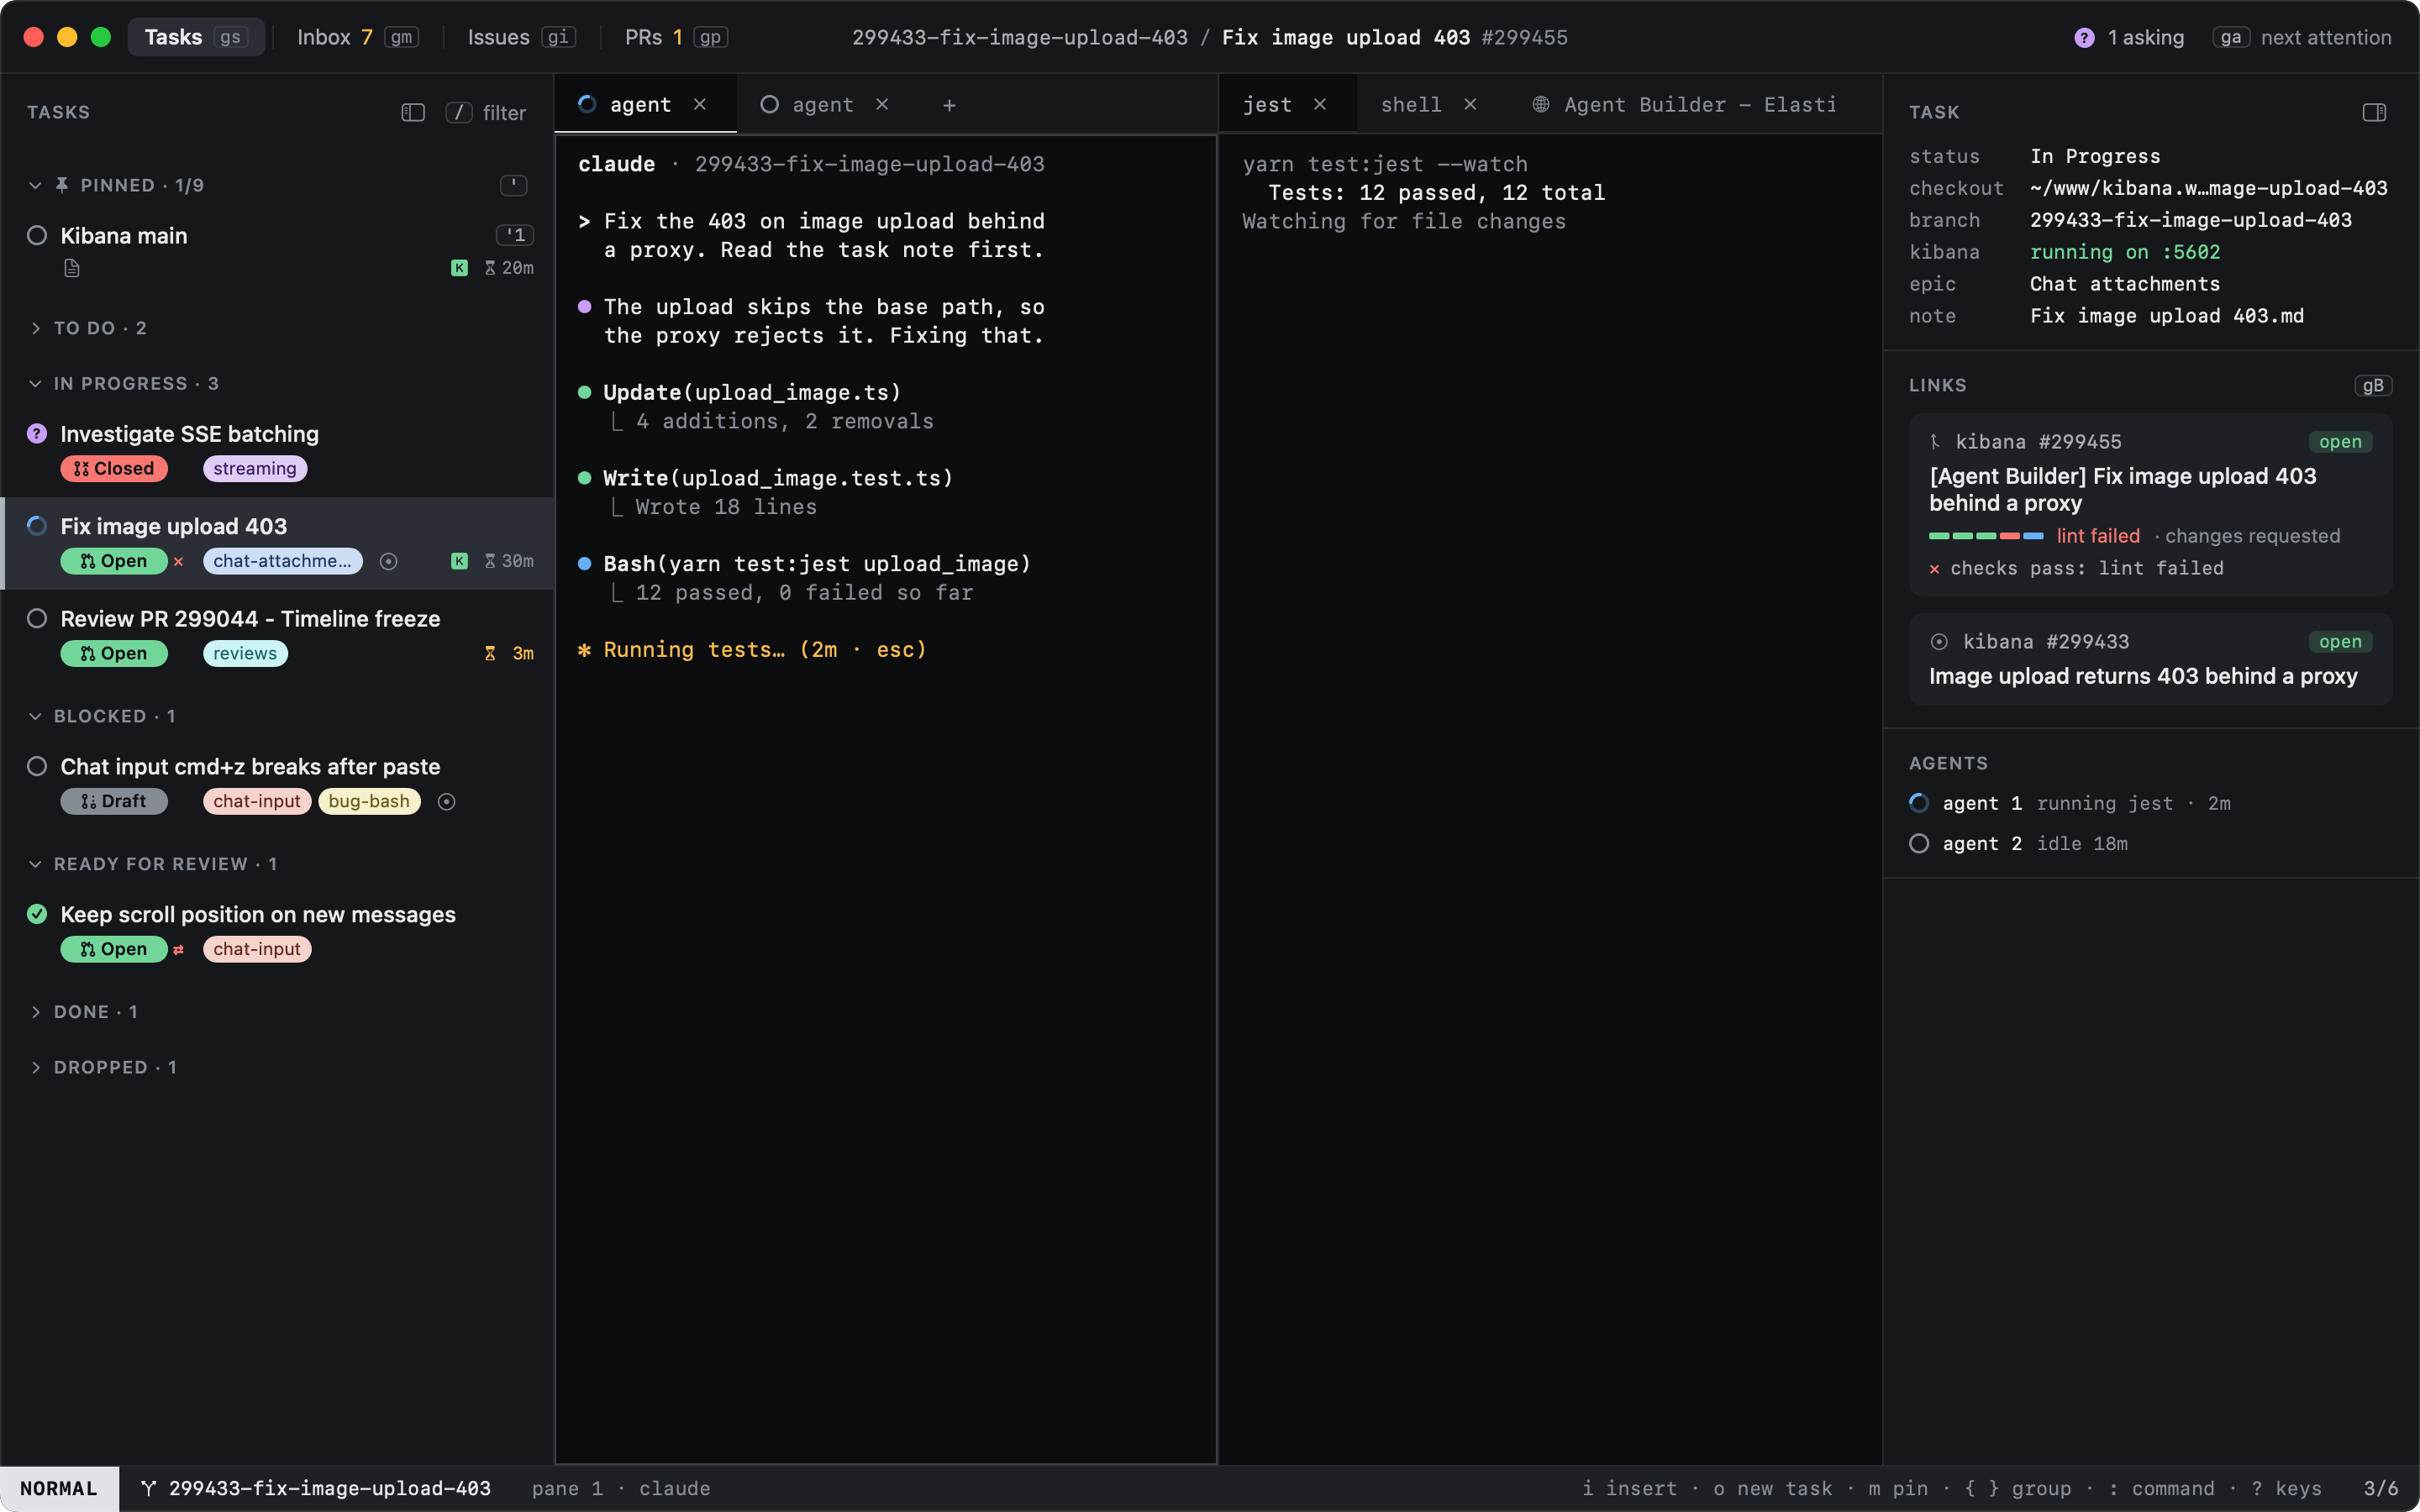 Tasks gs
Inbox 7 gm
Issues gi
PRs 1 gp
299433-fix-image-upload-403 / Fix image upload 403 #299455
? 1 asking
ga next attention
TASKS
/ filter
PINNED · 1/9 '
Kibana main '1
K 20m
TO DO · 2
IN PROGRESS · 3
? Investigate SSE batching
Closed streaming
Fix image upload 403
Open × chat-attachme... K 30m
Review PR 299044 - Timeline freeze
Open reviews 3m
BLOCKED · 1
Chat input cmd+z breaks after paste
Draft chat-input bug-bash
READY FOR REVIEW · 1
Keep scroll position on new messages
Open chat-input
DONE · 1
DROPPED · 1
agent × agent × +
claude · 299433-fix-image-upload-403
> Fix the 403 on image upload behind
a proxy. Read the task note first.
The upload skips the base path, so
the proxy rejects it. Fixing that.
Update(upload_image.ts)
4 additions, 2 removals
Write(upload_image.test.ts)
Wrote 18 lines
Bash(yarn test:jest upload_image)
12 passed, 0 failed so far
✻ Running tests… (2m · esc)
jest × shell × Agent Builder – Elasti
yarn test:jest --watch
Tests: 12 passed, 12 total
Watching for file changes
TASK
status In Progress
checkout ~/www/kibana.w…mage-upload-403
branch 299433-fix-image-upload-403
kibana running on :5602
epic Chat attachments
note Fix image upload 403.md
LINKS gB
kibana #299455 open
[Agent Builder] Fix image upload 403
behind a proxy
lint failed · changes requested
× checks pass: lint failed
kibana #299433 open
Image upload returns 403 behind a proxy
AGENTS
agent 1 running jest · 2m
agent 2 idle 18m
NORMAL 299433-fix-image-upload-403 pane 1 · claude
i insert · o new task · m pin · { } group · : command · ? keys 3/6